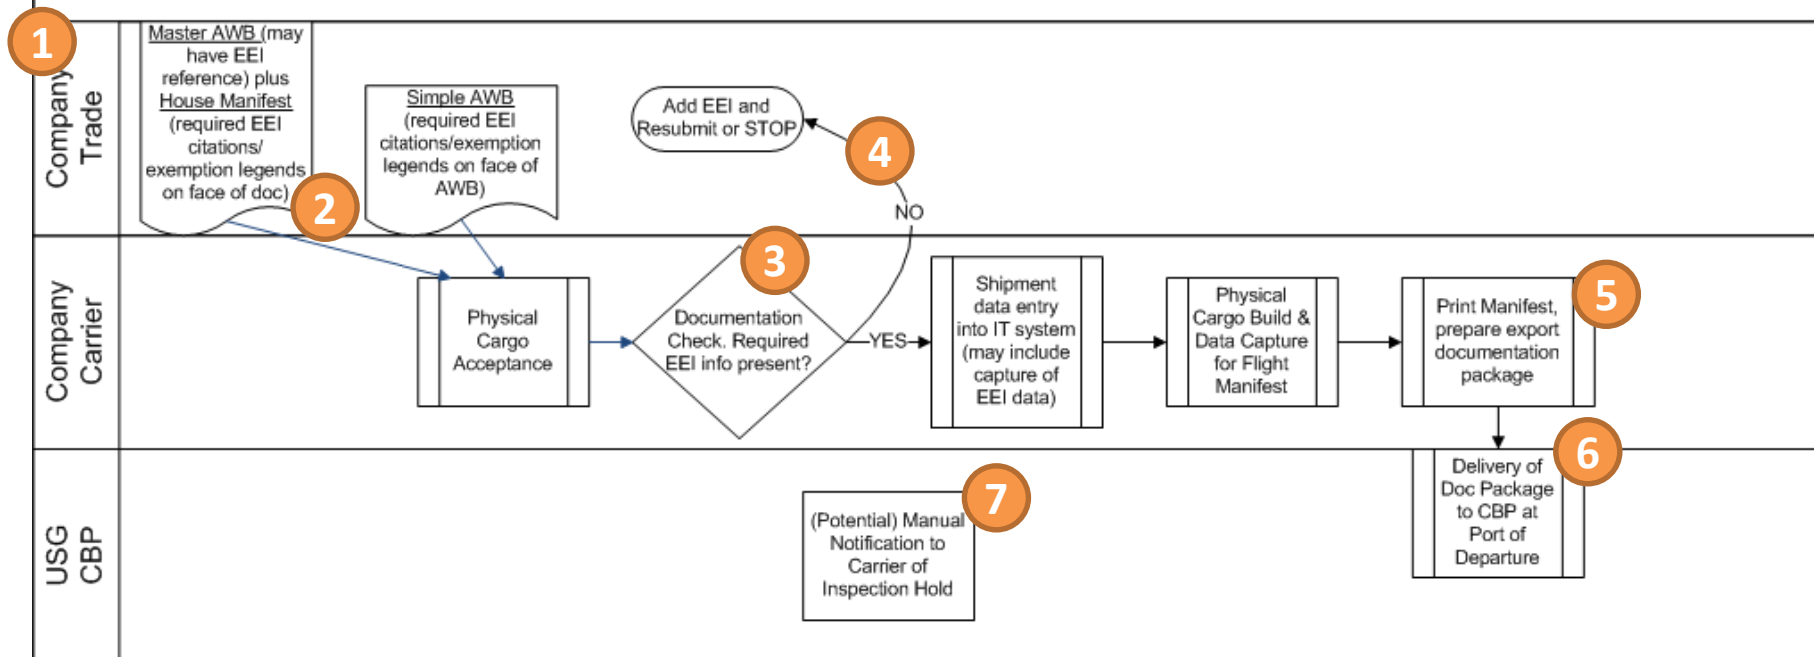 1
Company
Trade
Master AWB (may
have EEI
reference) plus
House Manifest
(required EEI
citations/
exemption legends
on face of doc)
2
Simple AWB
(required EEI
citations/exemption
legends on face of
AWB)
Add EEI and
Resubmit or STOP
4
NO
Company
Carrier
Physical
Cargo
Acceptance
3
Documentation
Check. Required
EEI info present?
YES
Shipment
data entry
into IT system
(may include
capture of
EEI data)
Physical
Cargo Build &
Data Capture
for Flight
Manifest
5
Print Manifest,
prepare export
documentation
package
USG
CBP
7
(Potential) Manual
Notification to
Carrier of
Inspection Hold
6
Delivery of
Doc Package
to CBP at
Port of
Departure